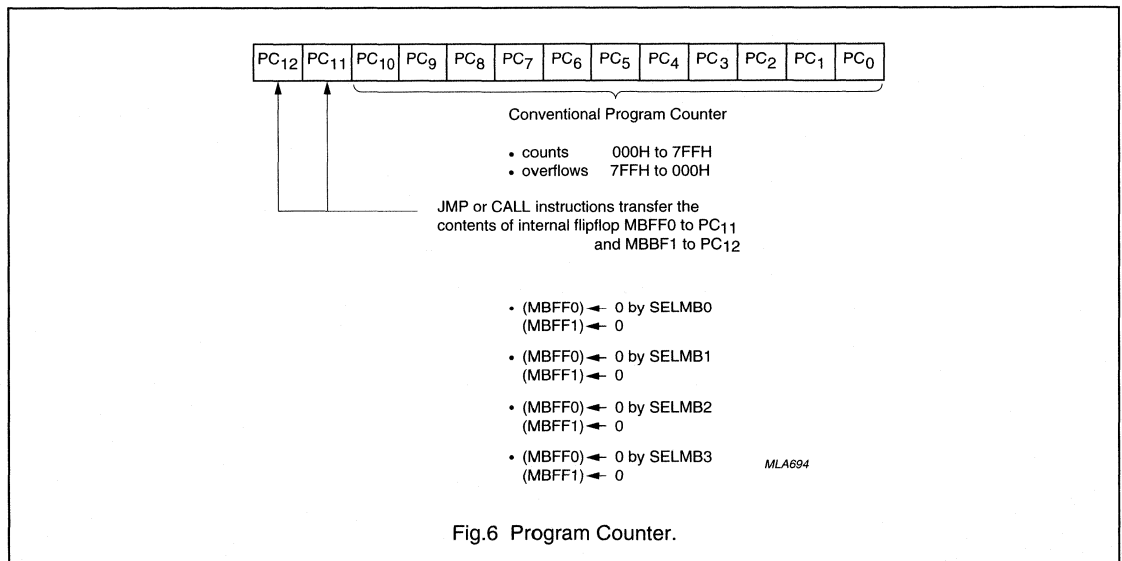 PC12 PC11 PC10 PC9 PC8 PC7 PC6 PC5 PC4 PC3 PC2 PC1 PC0
Conventional Program Counter
• counts 000H to 7FFH
• overflows 7FFH to 000H
JMP or CALL instructions transfer the
contents of internal flipflop MBFF0 to PC11
and MBBF1 to PC12
• (MBFF0) ← 0 by SELMB0
(MBFF1) ← 0
• (MBFF0) ← 0 by SELMB1
(MBFF1) ← 0
• (MBFF0) ← 0 by SELMB2
(MBFF1) ← 0
• (MBFF0) ← 0 by SELMB3
(MBFF1) ← 0
MLA694
Fig.6 Program Counter.